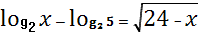 log₂ x − log₂ 5 = √(24 − x)